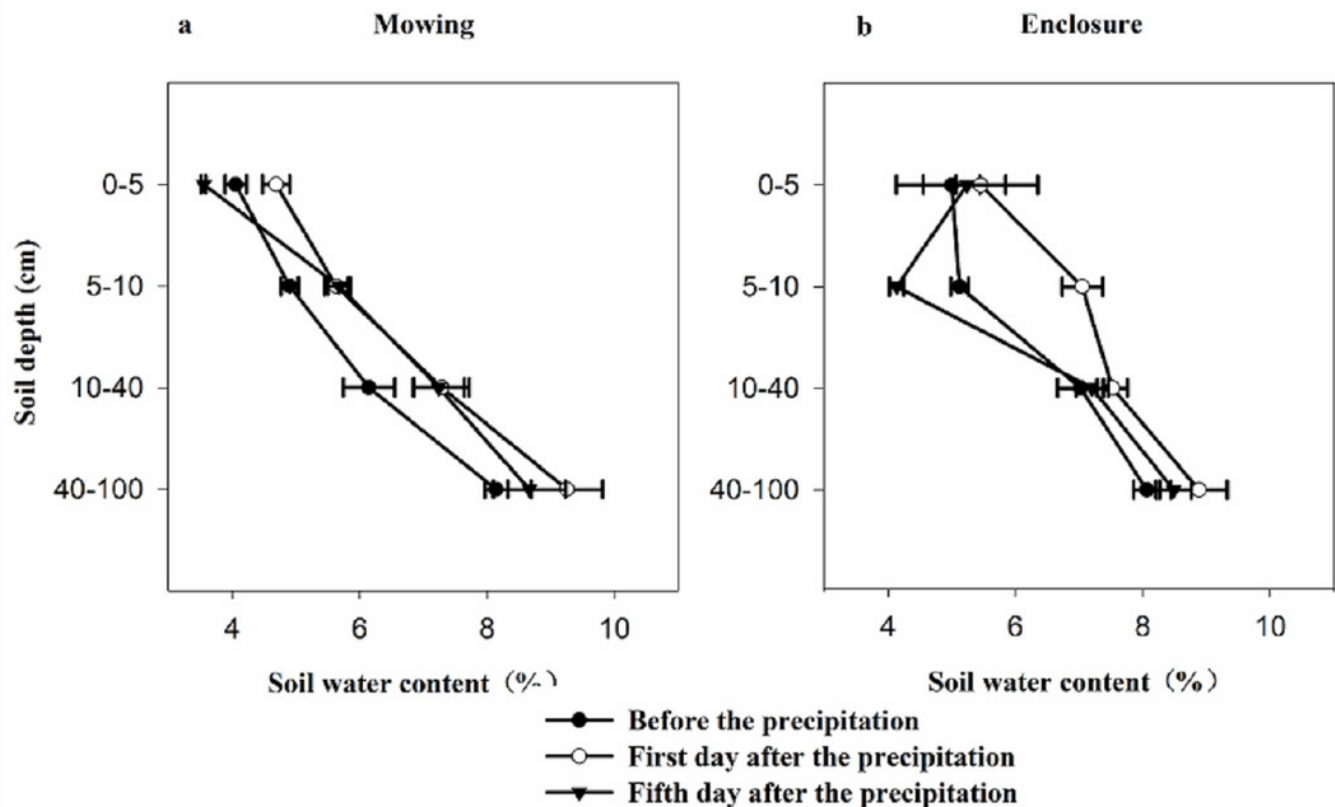 a Mowing
b Enclosure
Soil depth (cm)
0-5
5-10
10-40
40-100
4 6 8 10
Soil water content（%）
0-5
5-10
10-40
40-100
4 6 8 10
Soil water content（%）
Before the precipitation
First day after the precipitation
Fifth day after the precipitation